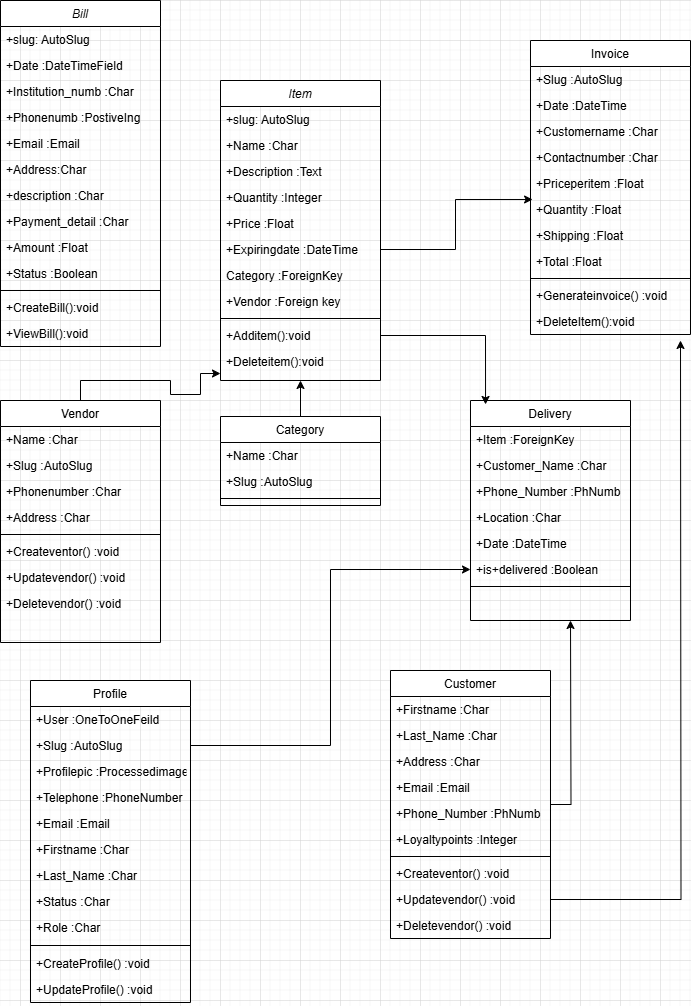 Bill
+slug: AutoSlug
+Date :DateTimeField
+Institution_numb :Char
+Phonenumb :PostiveIng
+Email :Email
+Address:Char
+description :Char
+Payment_detail :Char
+Amount :Float
+Status :Boolean
+CreateBill():void
+ViewBill():void
Item
+slug: AutoSlug
+Name :Char
+Description :Text
+Quantity :Integer
+Price :Float
+Expiringdate :DateTime
Category :ForeignKey
+Vendor :Foreign key
+Additem():void
+Deleteitem():void
Invoice
+Slug :AutoSlug
+Date :DateTime
+Customername :Char
+Contactnumber :Char
+Priceperitem :Float
+Quantity :Float
+Shipping :Float
+Total :Float
+Generateinvoice() :void
+DeleteItem():void
Vendor
+Name :Char
+Slug :AutoSlug
+Phonenumber :Char
+Address :Char
+Createventor() :void
+Updatevendor() :void
+Deletevendor() :void
Category
+Name :Char
+Slug :AutoSlug
Delivery
+Item :ForeignKey
+Customer_Name :Char
+Phone_Number :PhNumb
+Location :Char
+Date :DateTime
+is+delivered :Boolean
Profile
+User :OneToOneFeild
+Slug :AutoSlug
+Profilepic :Processedimage
+Telephone :PhoneNumber
+Email :Email
+Firstname :Char
+Last_Name :Char
+Status :Char
+Role :Char
+CreateProfile() :void
+UpdateProfile() :void
Customer
+Firstname :Char
+Last_Name :Char
+Address :Char
+Email :Email
+Phone_Number :PhNumb
+Loyaltypoints :Integer
+Createventor() :void
+Updatevendor() :void
+Deletevendor() :void